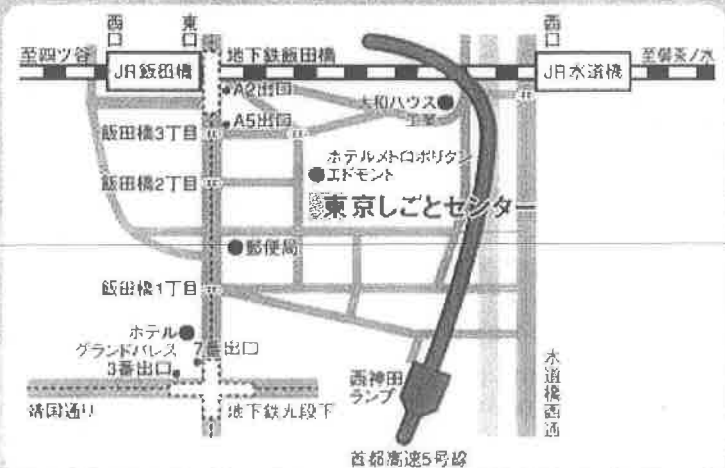 西口
東口
西口
至四ツ谷
JR飯田橋
地下鉄飯田橋
JR水道橋
至御茶ノ水
A2出口
大和ハウス
工業
A5出口
飯田橋3丁目
ホテルメトロポリタン
エドモント
飯田橋2丁目
東京しごとセンター
郵便局
飯田橋1丁目
ホテル
グランドパレス
7番出口
3番出口
西神田
ランプ
水道橋西通
靖国通り
地下鉄九段下
首都高速5号線